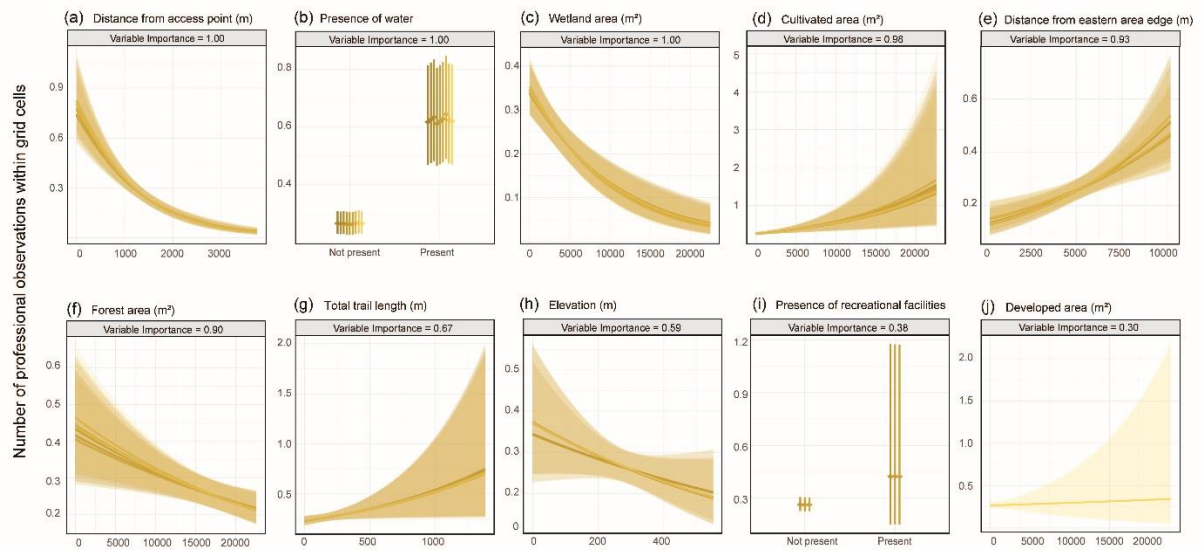 Number of professional observations within grid cells
(a) Distance from access point (m)
Variable Importance = 1.00
0.9
0.6
0.3
0 1000 2000 3000
(b) Presence of water
Variable Importance = 1.00
0.8
0.6
0.4
Not present Present
(c) Wetland area (m²)
Variable Importance = 1.00
0.4
0.3
0.2
0.1
0 5000 10000 15000 20000
(d) Cultivated area (m²)
Variable Importance = 0.98
5
4
3
2
1
0 5000 10000 15000 20000
(e) Distance from eastern area edge (m)
Variable Importance = 0.93
0.6
0.4
0.2
0 2500 5000 7500 10000
(f) Forest area (m²)
Variable Importance = 0.90
0.6
0.5
0.4
0.3
0.2
0 5000 10000 15000 20000
(g) Total trail length (m)
Variable Importance = 0.67
2.0
1.5
1.0
0.5
0 500 1000
(h) Elevation (m)
Variable Importance = 0.59
0.5
0.4
0.3
0.2
0
0 200 400
(i) Presence of recreational facilities
Variable Importance = 0.38
1.2
0.9
0.6
0.3
Not present Present
(j) Developed area (m²)
Variable Importance = 0.30
2.0
1.5
1.0
0.5
0 5000 10000 15000 20000